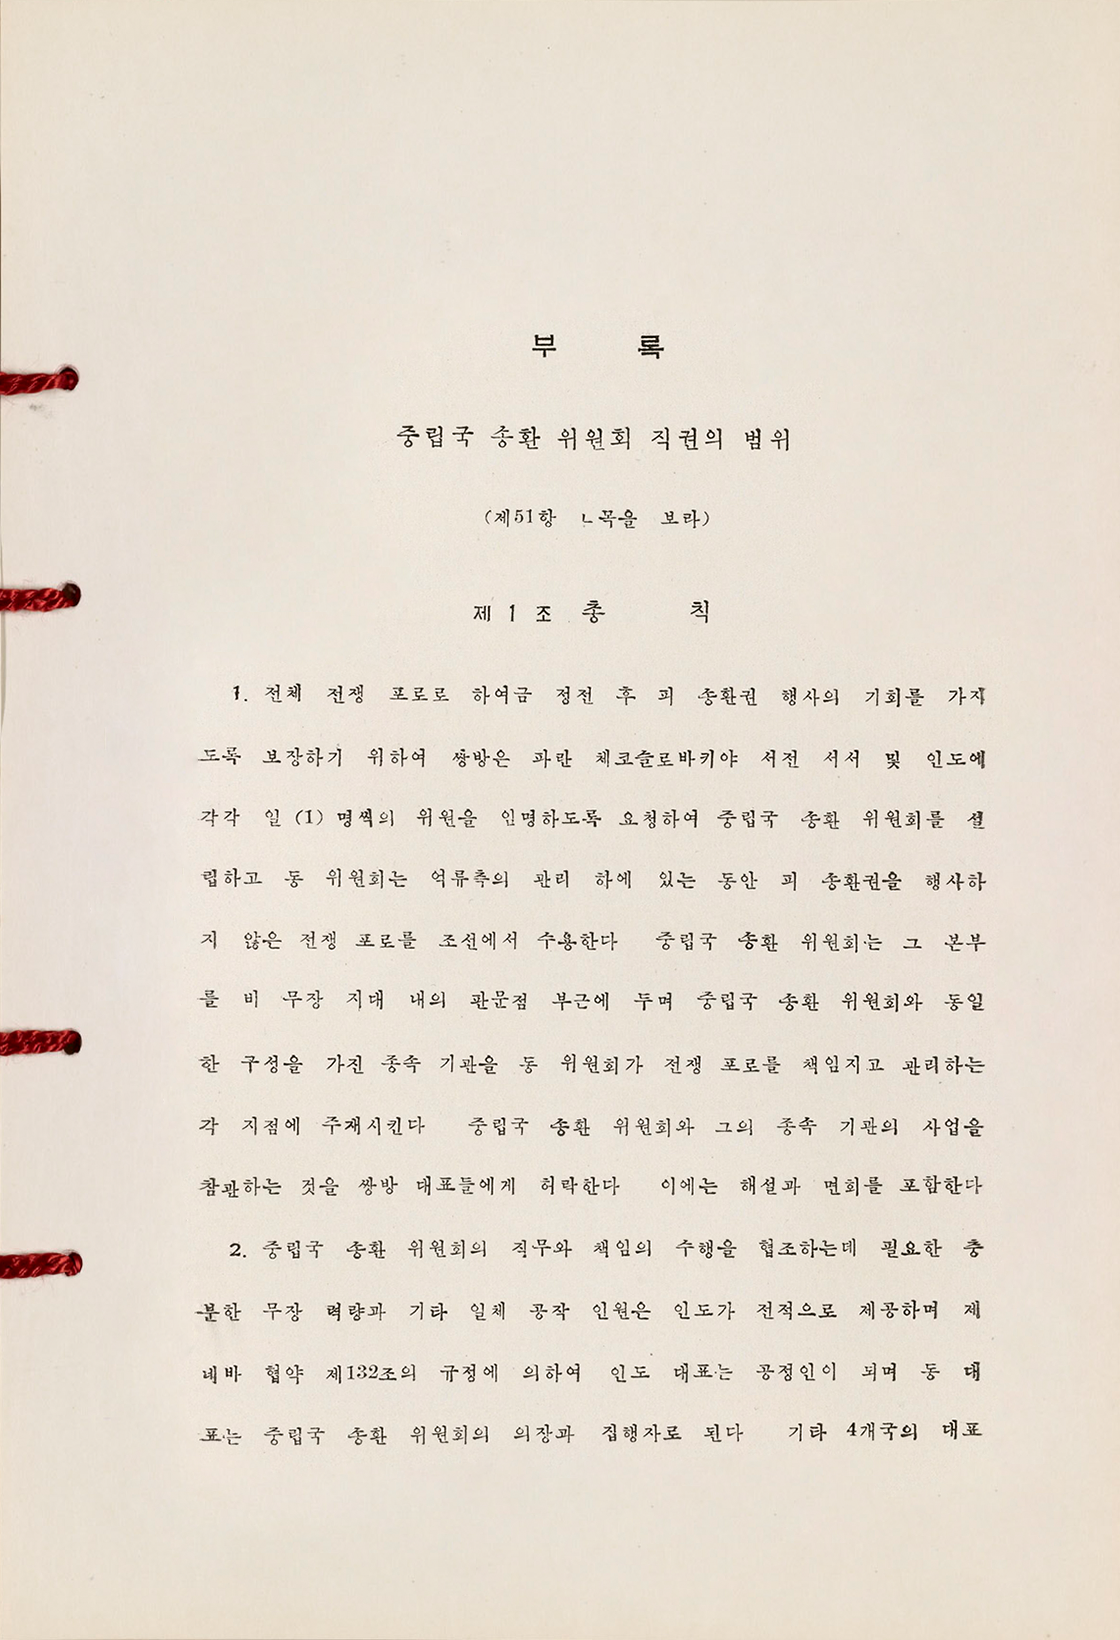 부 록
중립국 송환 위원회 직권의 범위
(제51항 ㄴ목을 보라)
제 1 조 총 칙
1. 전체 전쟁 포로로 하여금 정전 후 피 송환권 행사의 기회를 가지
도록 보장하기 위하여 쌍방은 파란 체코슬로바키야 서전 서서 및 인도에
각각 일 (1) 명씩의 위원을 임명하도록 요청하여 중립국 송환 위원회를 설
립하고 동 위원회는 억류측의 관리 하에 있는 동안 피 송환권을 행사하
지 않은 전쟁 포로를 조선에서 수용한다 중립국 송환 위원회는 그 본부
를 비 무장 지대 내의 판문점 부근에 두며 중립국 송환 위원회와 동일
한 구성을 가진 종속 기관을 동 위원회가 전쟁 포로를 책임지고 관리하는
각 지점에 주재시킨다 중립국 송환 위원회와 그의 종속 기관의 사업을
참관하는 것을 쌍방 대표들에게 허락한다 이에는 해설과 면회를 포함한다
2. 중립국 송환 위원회의 직무와 책임의 수행을 협조하는데 필요한 충
분한 무장 력량과 기타 일체 공작 인원은 인도가 전적으로 제공하며 제
네바 협약 제132조의 규정에 의하여 인도 대표는 공정인이 되며 동 대
표는 중립국 송환 위원회의 의장과 집행자로 된다 기타 4개국의 대표